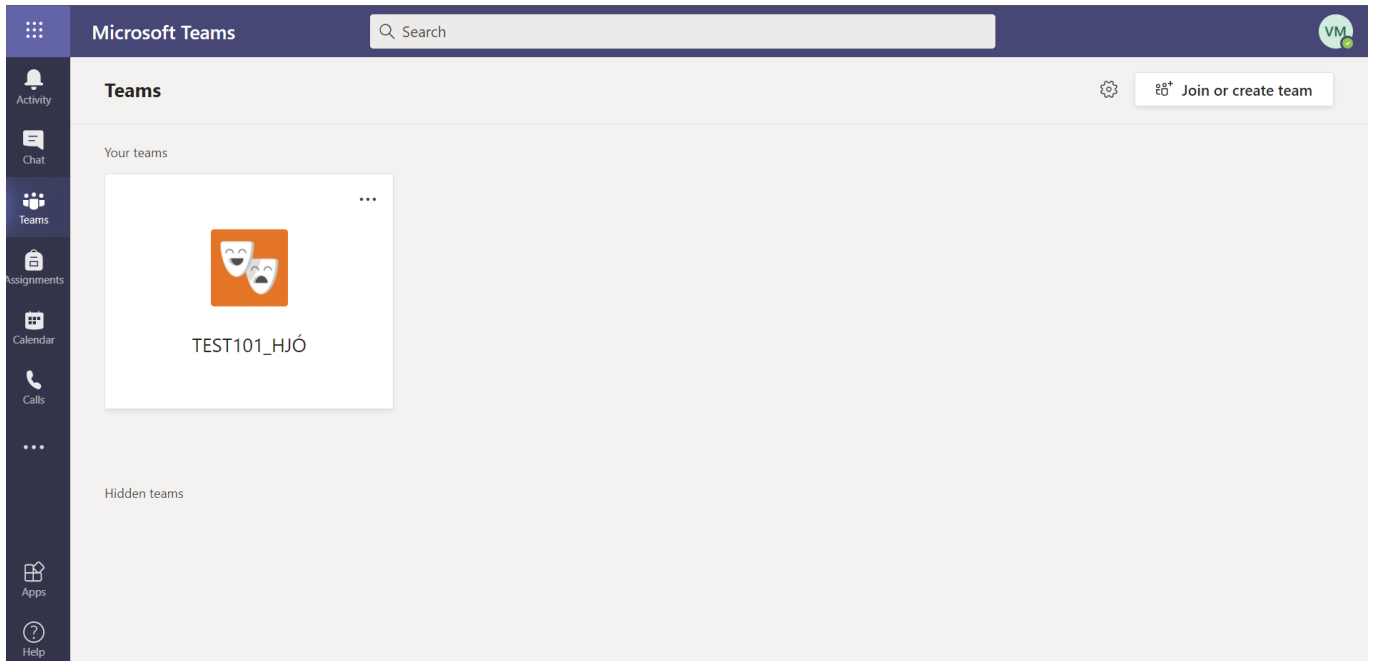 Microsoft Teams
Search
VM
Activity
Chat
Teams
Assignments
Calendar
Calls
Apps
Help
Teams
Join or create team
Your teams
TEST101_HJÓ
Hidden teams